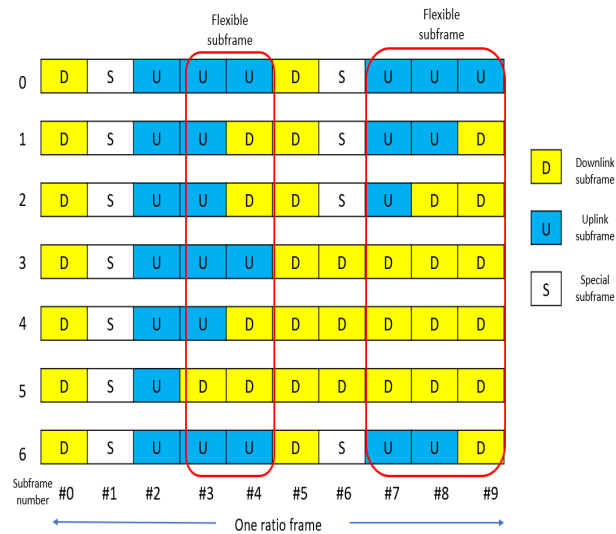 Flexible
subframe
Flexible
subframe
0 D S U U U D S U U U
1 D S U U D D S U U D
2 D S U U D D S U D D
3 D S U U U D D D D D
4 D S U U D D D D D D
5 D S U D D D D D D D
6 D S U U U D S U U D
D Downlink
subframe
U Uplink
subframe
S Special
subframe
Subframe
number #0 #1 #2 #3 #4 #5 #6 #7 #8 #9
One ratio frame